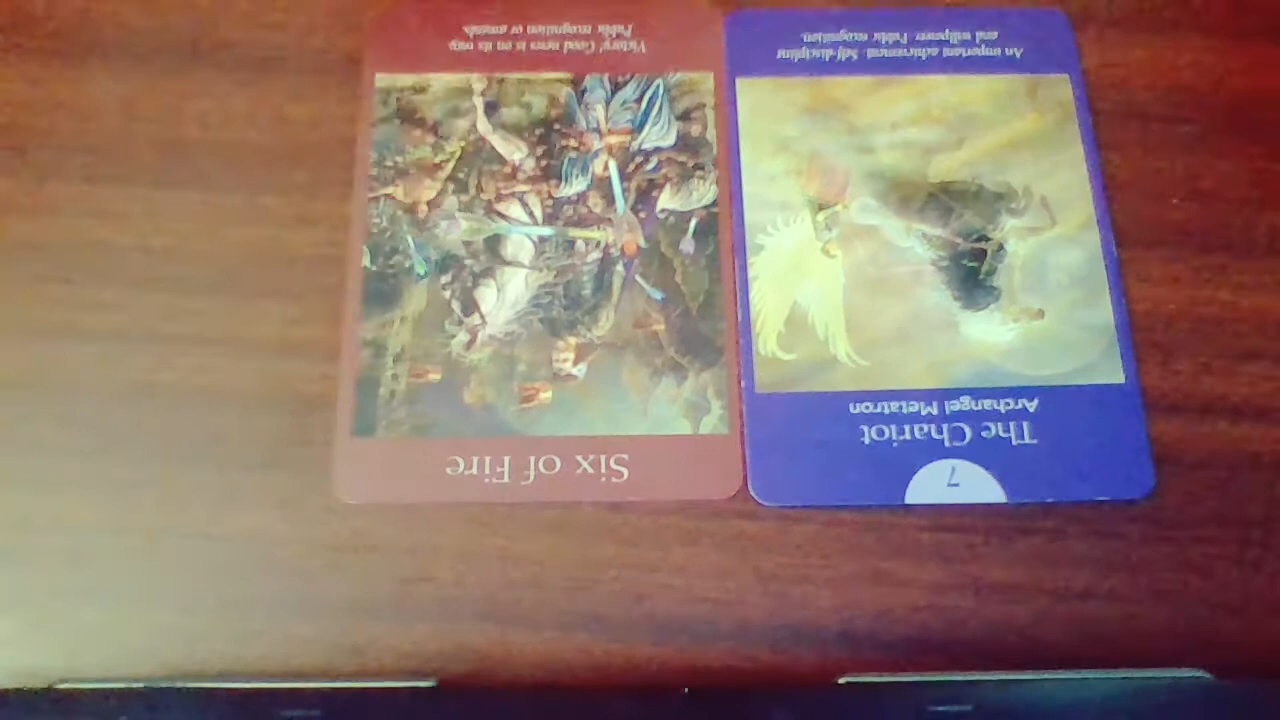 7
The Chariot
Archangel Metatron
An important achievement. Self-discipline
and willpower. Public recognition.
Six of Fire
Victory! Good news is on its way.
Public recognition or awards.